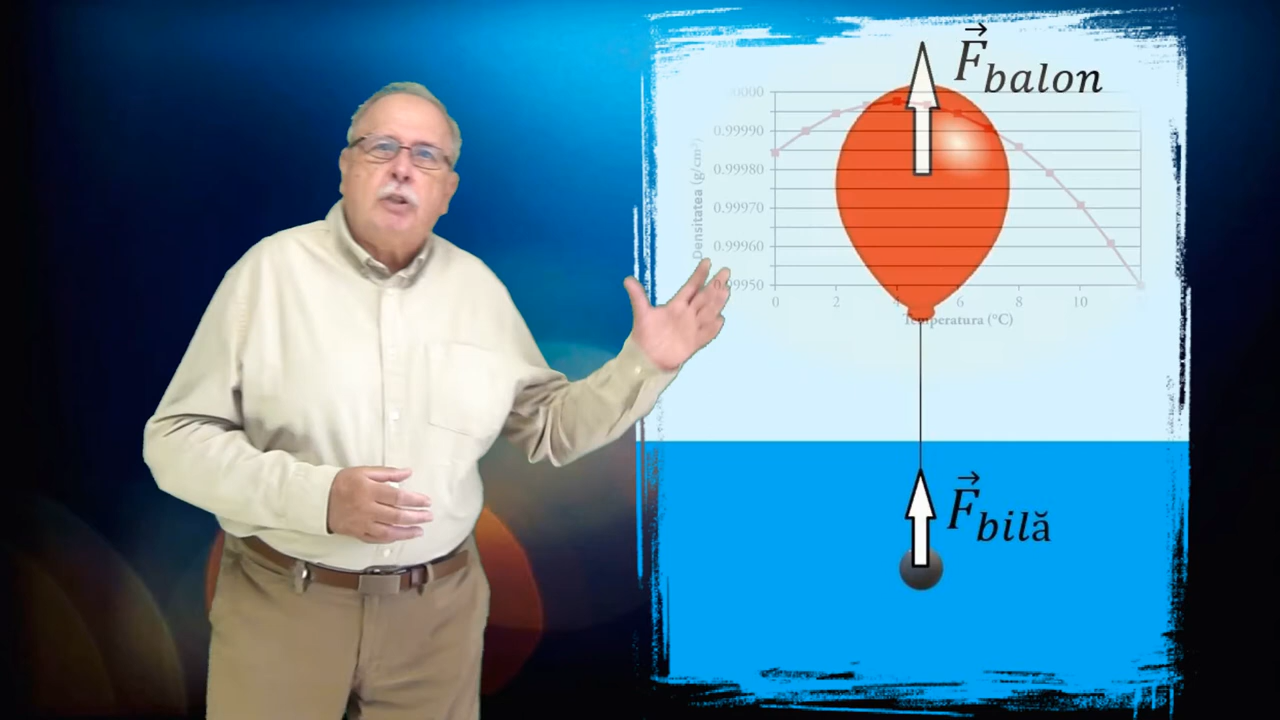 F⃗balon
0000
0.99990
0.99980
0.99970
0.99960
0.99950
Densitatea (g/cm³)
0 2 4 6 8 10
Temperatura (°C)
F⃗bilă